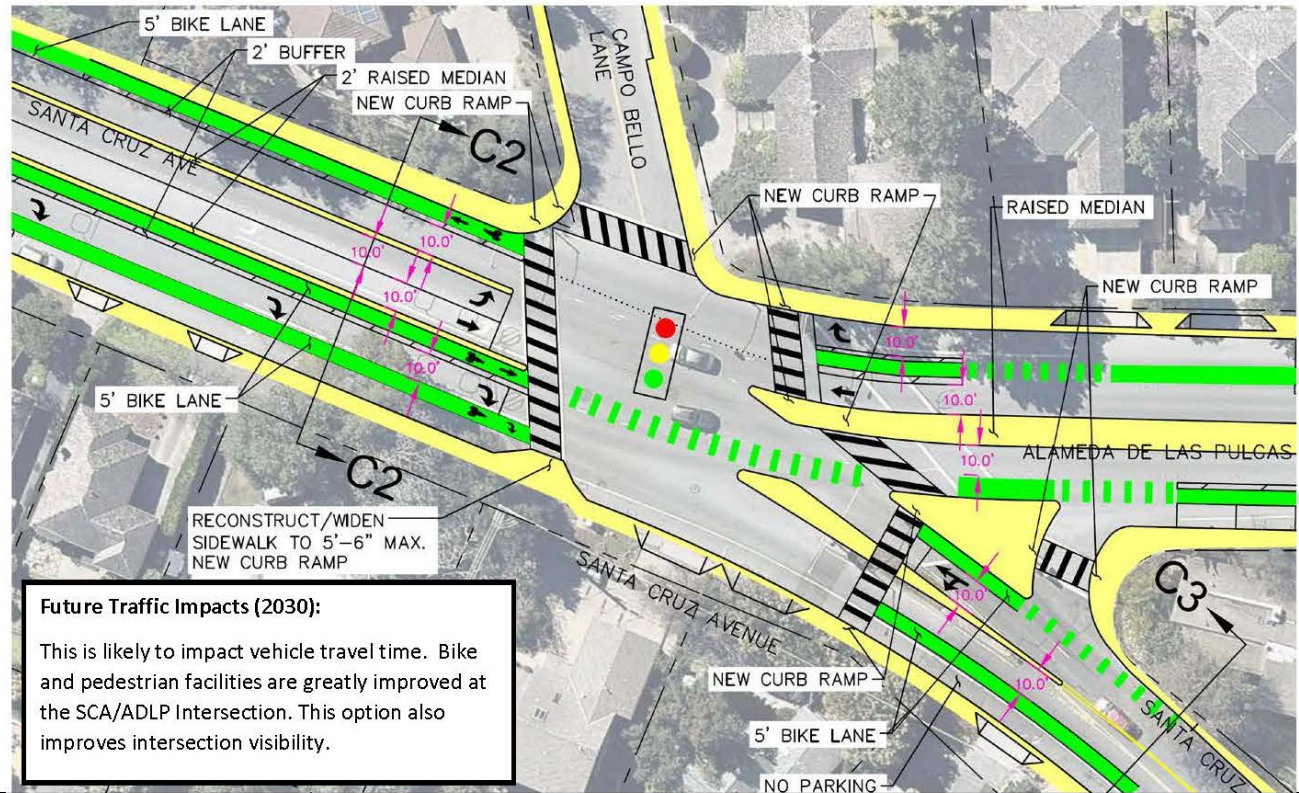 5' BIKE LANE
2' BUFFER
2' RAISED MEDIAN
NEW CURB RAMP
SANTA CRUZ AVE
C2
CAMPO BELLO
LANE
NEW CURB RAMP
RAISED MEDIAN
NEW CURB RAMP
10.0'
10.0'
10.0'
10.0'
10.0'
10.0'
10.0'
ALAMEDA DE LAS PULGAS
5' BIKE LANE
C2
RECONSTRUCT/WIDEN
SIDEWALK TO 5'-6" MAX.
NEW CURB RAMP
SANTA CRUZ AVENUE
C3
10.0'
10.0'
NEW CURB RAMP
5' BIKE LANE
NO PARKING
SANTA CRUZ
Future Traffic Impacts (2030):
This is likely to impact vehicle travel time. Bike
and pedestrian facilities are greatly improved at
the SCA/ADLP Intersection. This option also
improves intersection visibility.